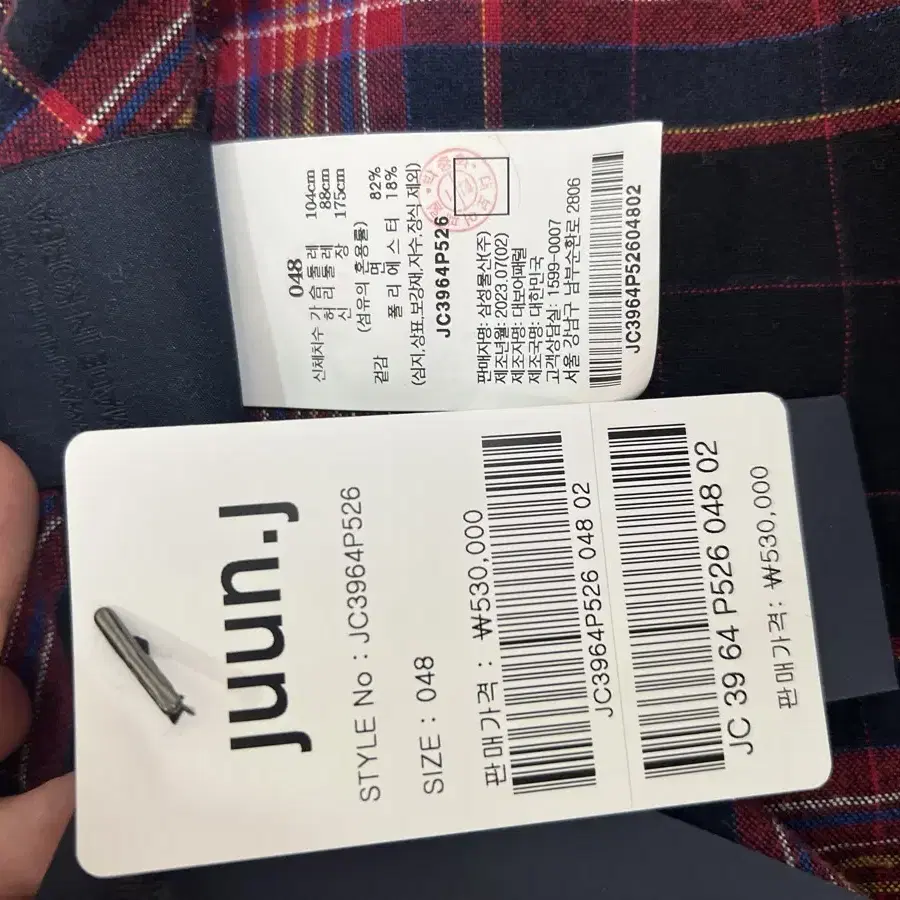 048
신체치수 가슴둘레 104cm
허리둘레 88cm
신 장 175cm
(섬유의 혼용률)
겉감 면 82%
폴리에스터 18%
(심지,상표,보강재,자수,장식 제외)
JC3964P526
판매자명: 삼성물산(주)
제조년월: 2023.07(02)
제조자명: 대보어패럴
제조국명: 대한민국
고객상담실: 1599-0007
서울 강남구 남부순환로 2806
JC3964P52604802
juun.J
STYLE No : JC3964P526
SIZE : 048
판매가격 : ₩530,000
JC3964P526 048 02
JC 39 64 P526 048 02
판매가격: ₩530,000